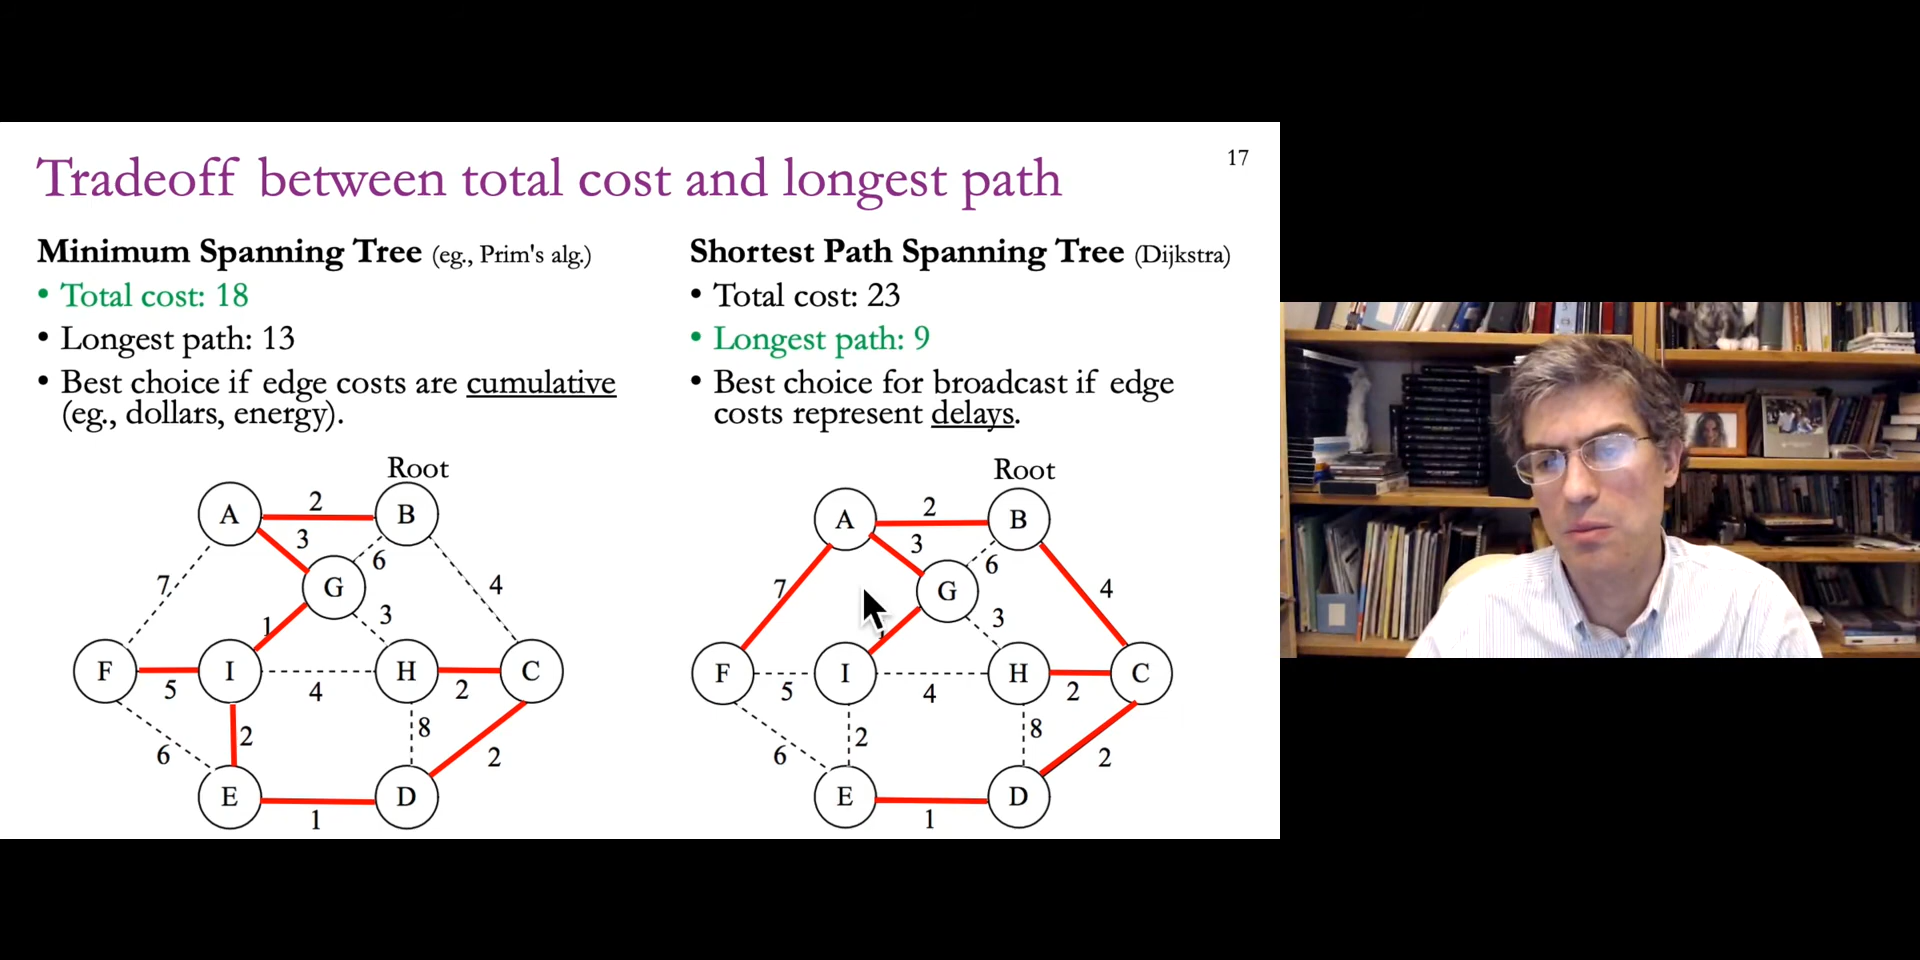 17
Tradeoff between total cost and longest path
Minimum Spanning Tree (eg., Prim's alg.)
• Total cost: 18
• Longest path: 13
• Best choice if edge costs are cumulative
(eg., dollars, energy).
Shortest Path Spanning Tree (Dijkstra)
• Total cost: 23
• Longest path: 9
• Best choice for broadcast if edge
costs represent delays.
Root
A 2 B
3
6
7 G 4
3
1
F I H C
5 4 2
2 8
6 2
E D
1
Root
A 2 B
3
6
7 G 4
3
F I H C
5 4 2
2 8
6 2
E D
1